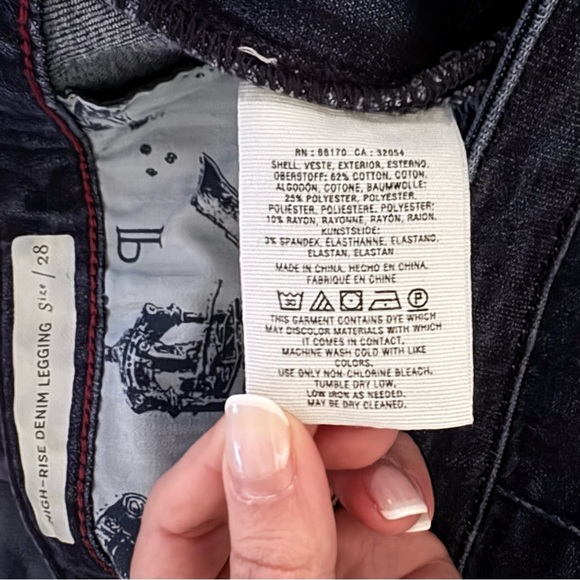 HIGH-RISE DENIM LEGGING Size / 28
RN : 66170 CA : 32054
SHELL, VESTE, EXTERIOR, ESTERNO,
OBERSTOFF: 62% COTTON, COTON,
ALGODÓN, COTONE, BAUMWOLLE:
25% POLYESTER, POLYESTER,
POLIÉSTER, POLIESTERE, POLYESTER:
10% RAYON, RAYONNE, RAYÓN, RAION,
KUNSTSEIDE:
3% SPANDEX, ELASTHANNE, ELASTANO,
ELASTAN, ELASTAN
MADE IN CHINA, HECHO EN CHINA,
FABRIQUÉ EN CHINE
THIS GARMENT CONTAINS DYE WHICH
MAY DISCOLOR MATERIALS WITH WHICH
IT COMES IN CONTACT.
MACHINE WASH COLD WITH LIKE
COLORS.
USE ONLY NON-CHLORINE BLEACH.
TUMBLE DRY LOW.
LOW IRON AS NEEDED.
MAY BE DRY CLEANED.